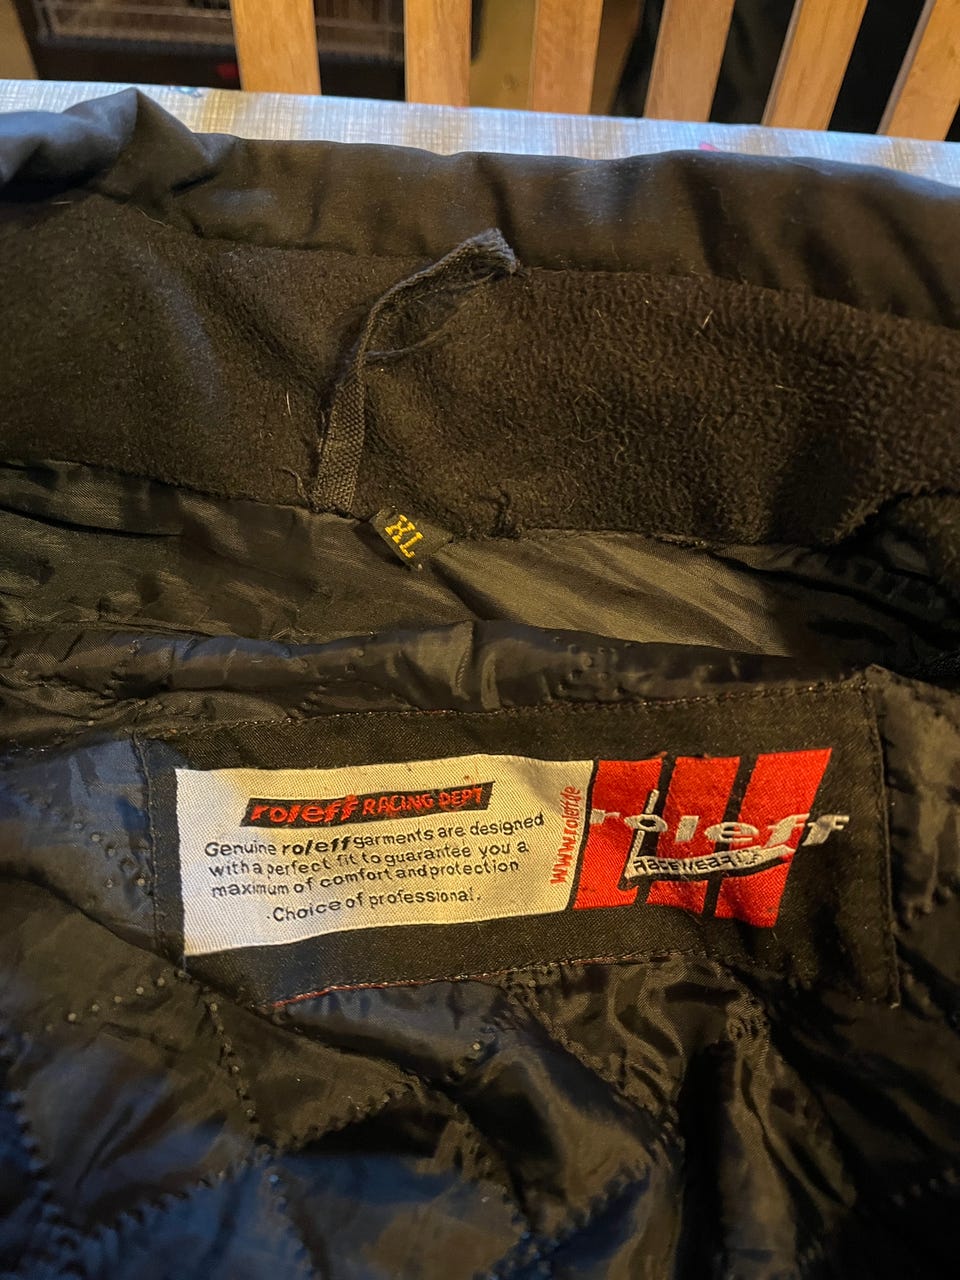 XL
roleff RACING DEPT
Genuine roleff garments are designed
with a perfect fit to guarantee you a
maximum of comfort and protection
.Choice of professional.
www.roleff.de
roleff
RACEWEAR